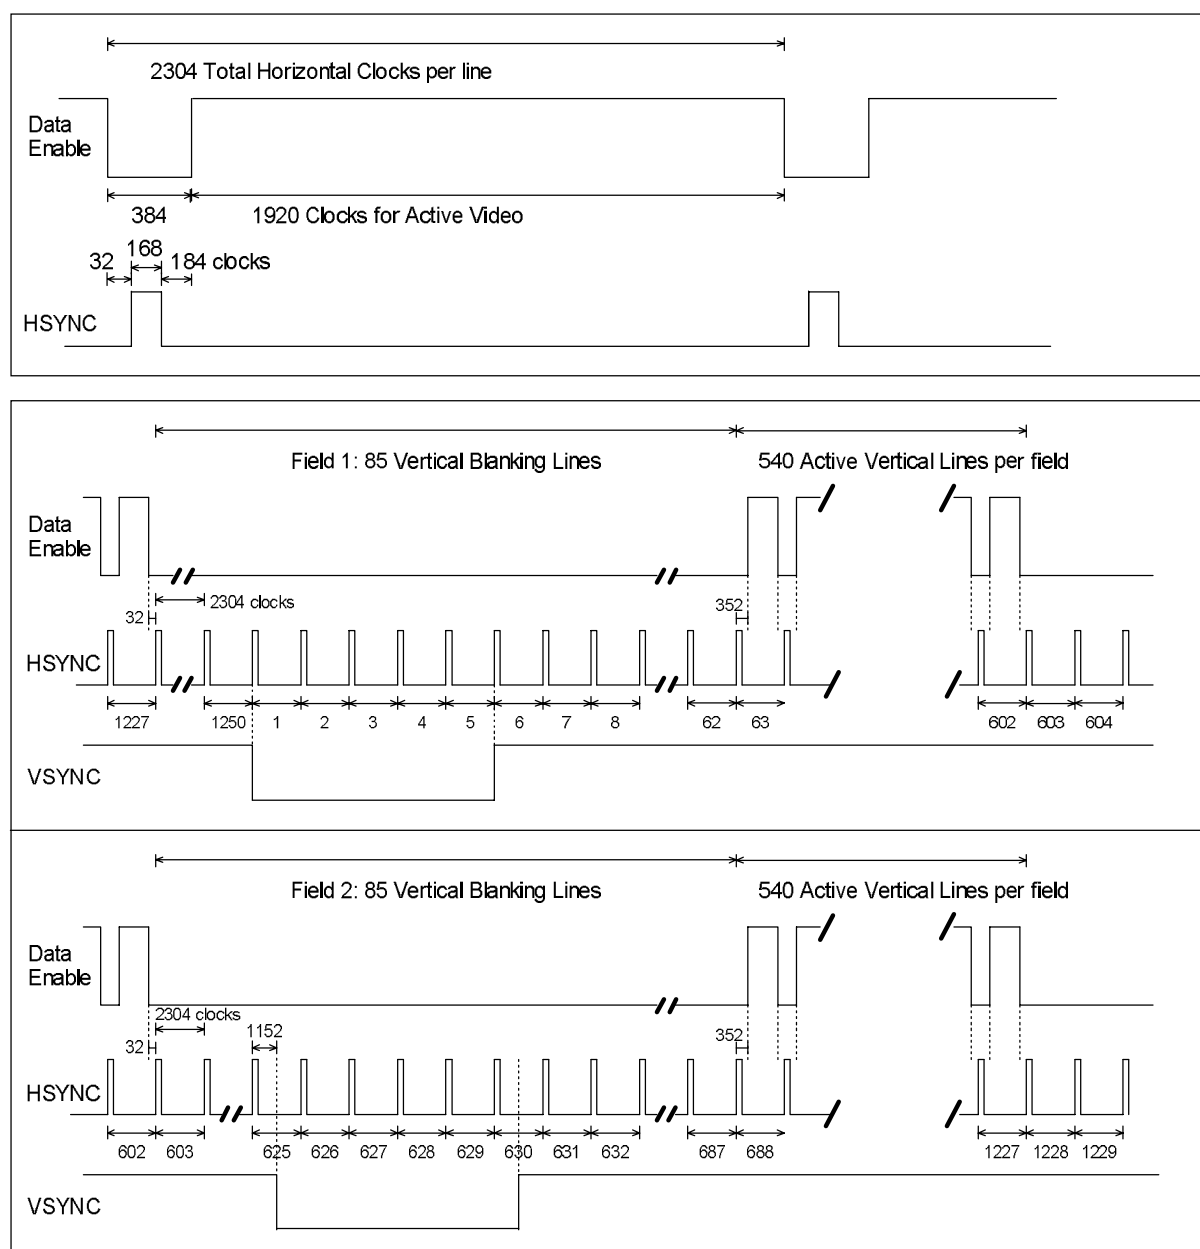 2304 Total Horizontal Clocks per line
Data
Enable
384
1920 Clocks for Active Video
168
32
184 clocks
HSYNC
Field 1: 85 Vertical Blanking Lines
540 Active Vertical Lines per field
Data
Enable
2304 clocks
32
352
HSYNC
1227 1250 1 2 3 4 5 6 7 8 62 63 602 603 604
VSYNC
Field 2: 85 Vertical Blanking Lines
540 Active Vertical Lines per field
Data
Enable
2304 clocks
1152
32
352
HSYNC
602 603 625 626 627 628 629 630 631 632 687 688 1227 1228 1229
VSYNC